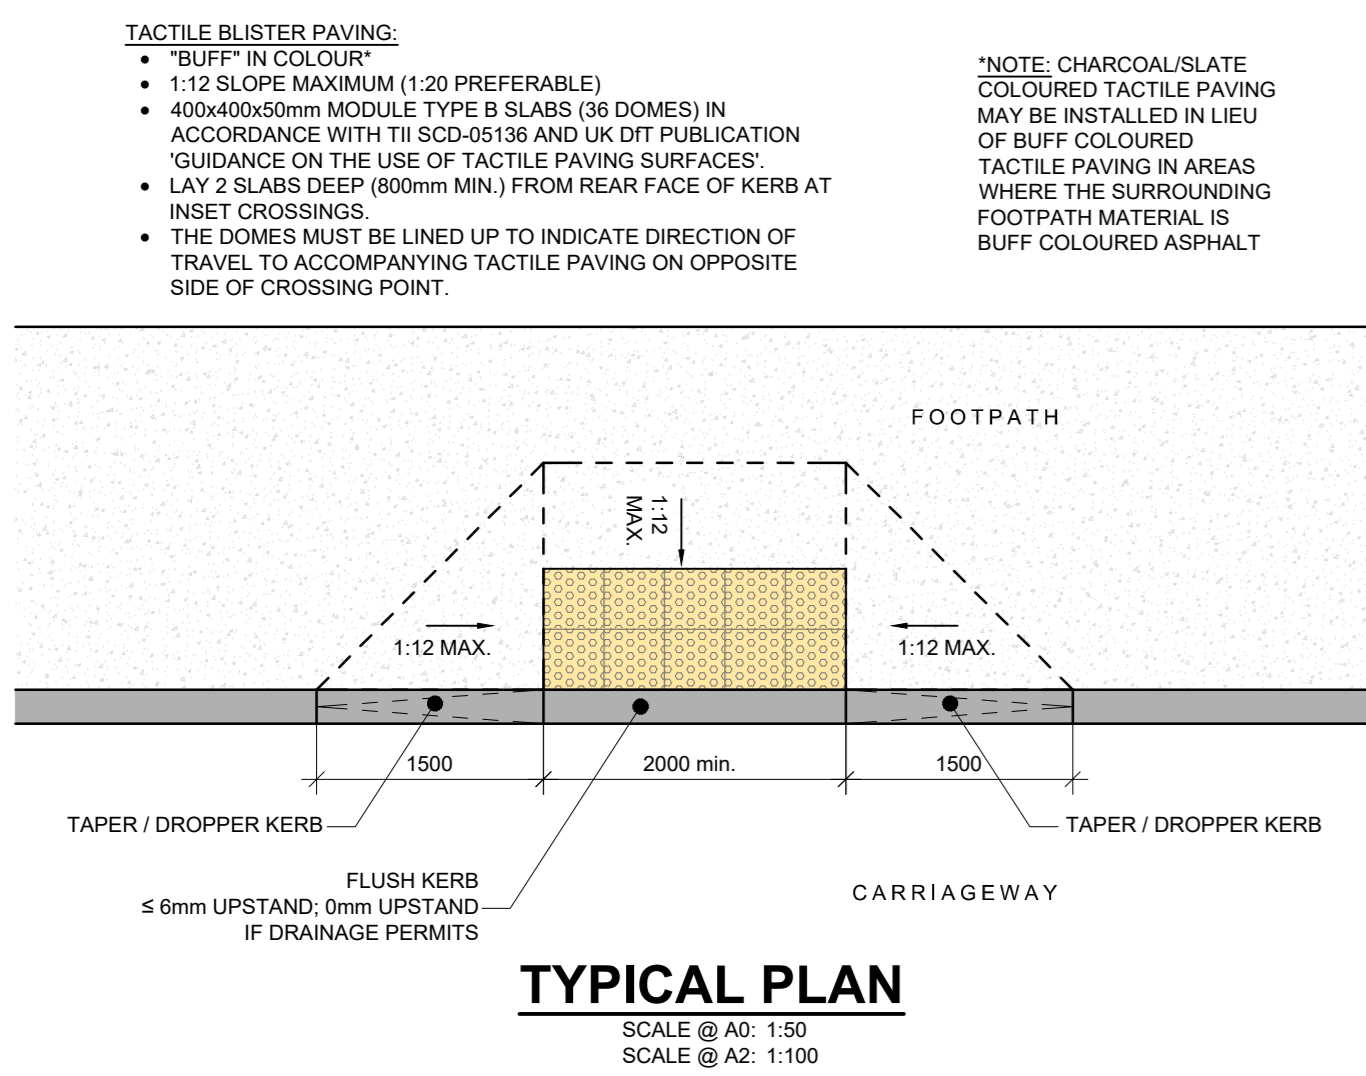 TACTILE BLISTER PAVING:
• "BUFF" IN COLOUR*
• 1:12 SLOPE MAXIMUM (1:20 PREFERABLE)
• 400x400x50mm MODULE TYPE B SLABS (36 DOMES) IN
ACCORDANCE WITH TII SCD-05136 AND UK DfT PUBLICATION
'GUIDANCE ON THE USE OF TACTILE PAVING SURFACES'.
• LAY 2 SLABS DEEP (800mm MIN.) FROM REAR FACE OF KERB AT
INSET CROSSINGS.
• THE DOMES MUST BE LINED UP TO INDICATE DIRECTION OF
TRAVEL TO ACCOMPANYING TACTILE PAVING ON OPPOSITE
SIDE OF CROSSING POINT.
*NOTE: CHARCOAL/SLATE
COLOURED TACTILE PAVING
MAY BE INSTALLED IN LIEU
OF BUFF COLOURED
TACTILE PAVING IN AREAS
WHERE THE SURROUNDING
FOOTPATH MATERIAL IS
BUFF COLOURED ASPHALT
FOOTPATH
1:12
MAX.
1:12 MAX.
1:12 MAX.
1500
2000 min.
1500
TAPER / DROPPER KERB
TAPER / DROPPER KERB
FLUSH KERB
≤ 6mm UPSTAND; 0mm UPSTAND
IF DRAINAGE PERMITS
CARRIAGEWAY
TYPICAL PLAN
SCALE @ A0: 1:50
SCALE @ A2: 1:100